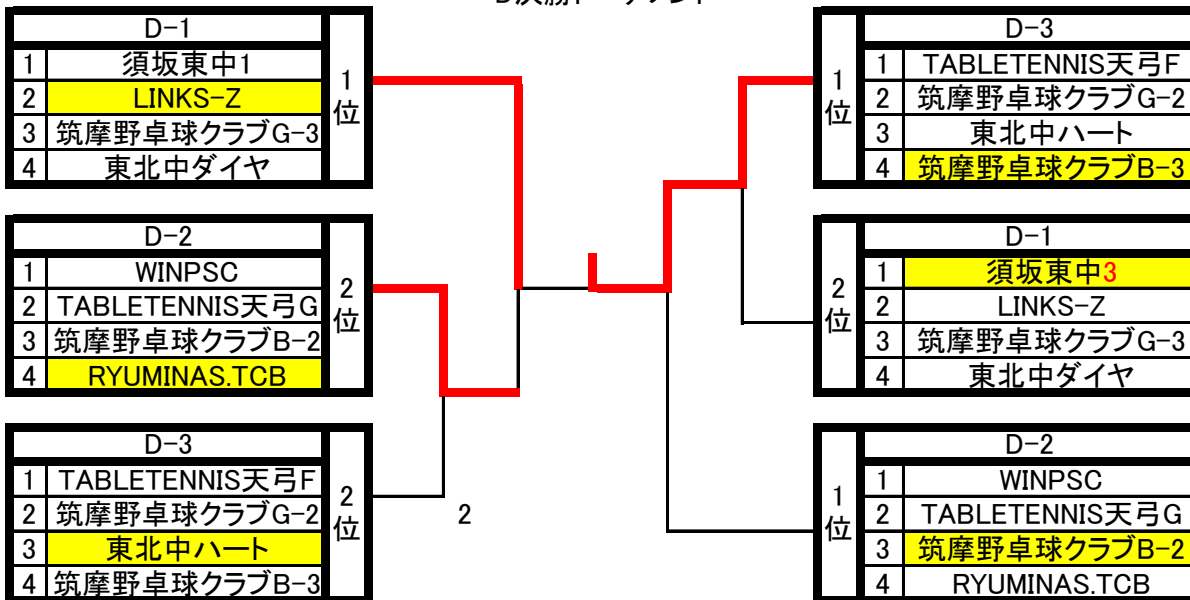 D-1
1 須坂東中1
2 LINKS-Z
3 筑摩野卓球クラブG-3
4 東北中ダイヤ
1位
D-2
1 WINPSC
2 TABLETENNIS天弓G
3 筑摩野卓球クラブB-2
4 RYUMINAS.TCB
2位
D-3
1 TABLETENNIS天弓F
2 筑摩野卓球クラブG-2
3 東北中ハート
4 筑摩野卓球クラブB-3
2位
2
D-3
1位
1 TABLETENNIS天弓F
2 筑摩野卓球クラブG-2
3 東北中ハート
4 筑摩野卓球クラブB-3
D-1
2位
1 須坂東中3
2 LINKS-Z
3 筑摩野卓球クラブG-3
4 東北中ダイヤ
D-2
1位
1 WINPSC
2 TABLETENNIS天弓G
3 筑摩野卓球クラブB-2
4 RYUMINAS.TCB